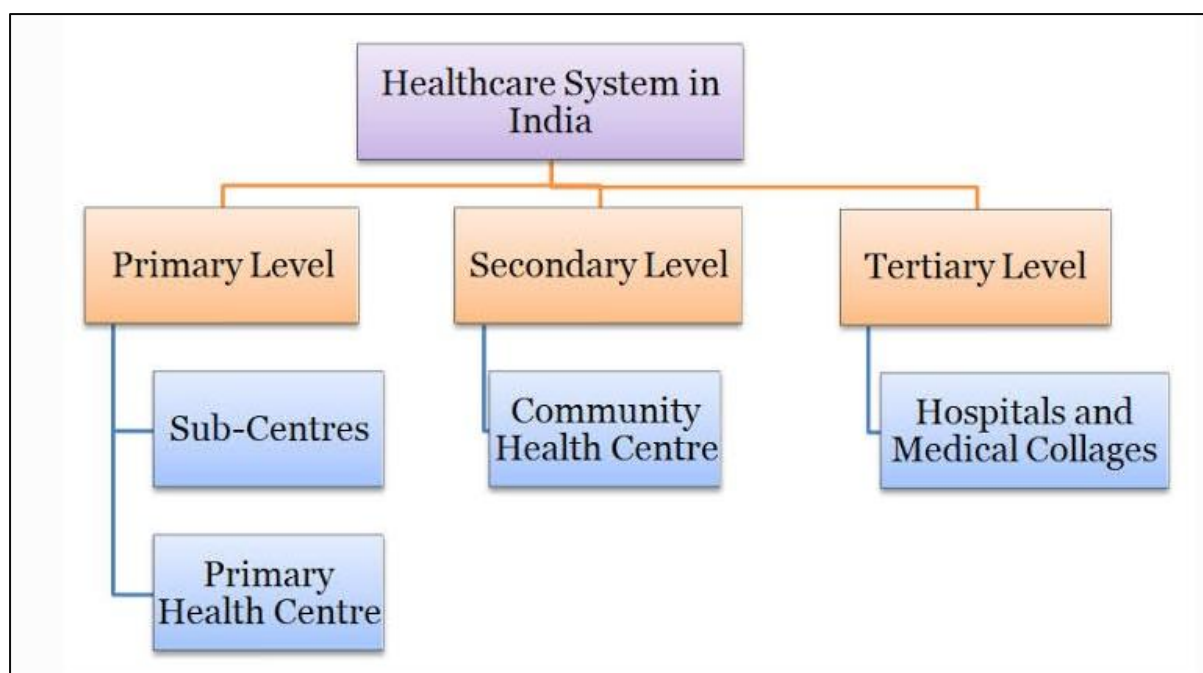 Healthcare System in
India
Primary Level
Secondary Level
Tertiary Level
Sub-Centres
Community
Health Centre
Hospitals and
Medical Collages
Primary
Health Centre